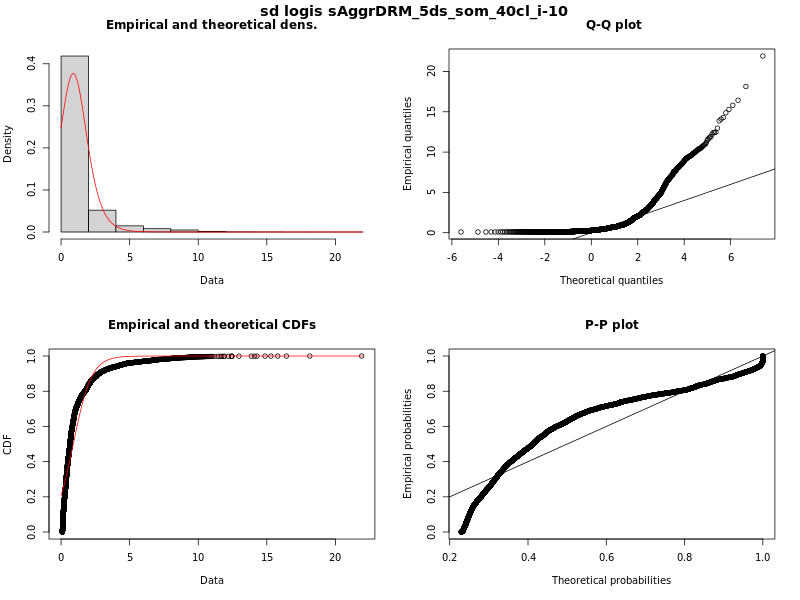 sd logis sAggrDRM_5ds_som_40cl_i-10
Empirical and theoretical dens.
Density
0.0 0.1 0.2 0.3 0.4
0 5 10 15 20
Data
Q-Q plot
Empirical quantiles
0 5 10 15 20
-6 -4 -2 0 2 4 6
Theoretical quantiles
Empirical and theoretical CDFs
CDF
0.0 0.2 0.4 0.6 0.8 1.0
0 5 10 15 20
Data
P-P plot
Empirical probabilities
0.0 0.2 0.4 0.6 0.8 1.0
0.2 0.4 0.6 0.8 1.0
Theoretical probabilities